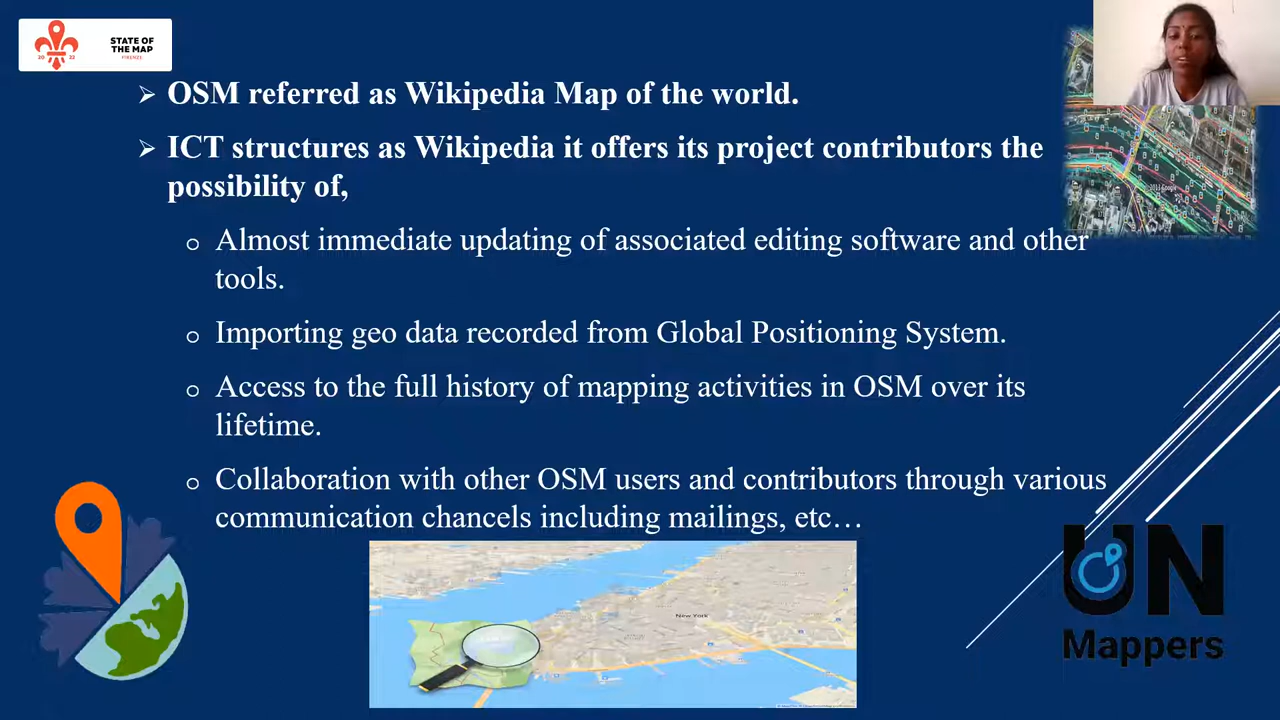 STATE OF
THE MAP
20 22
FIRENZE
OSM referred as Wikipedia Map of the world.
ICT structures as Wikipedia it offers its project contributors the
possibility of,
Almost immediate updating of associated editing software and other
tools.
Importing geo data recorded from Global Positioning System.
Access to the full history of mapping activities in OSM over its
lifetime.
Collaboration with other OSM users and contributors through various
communication chancels including mailings, etc…
New York
UN
Mappers